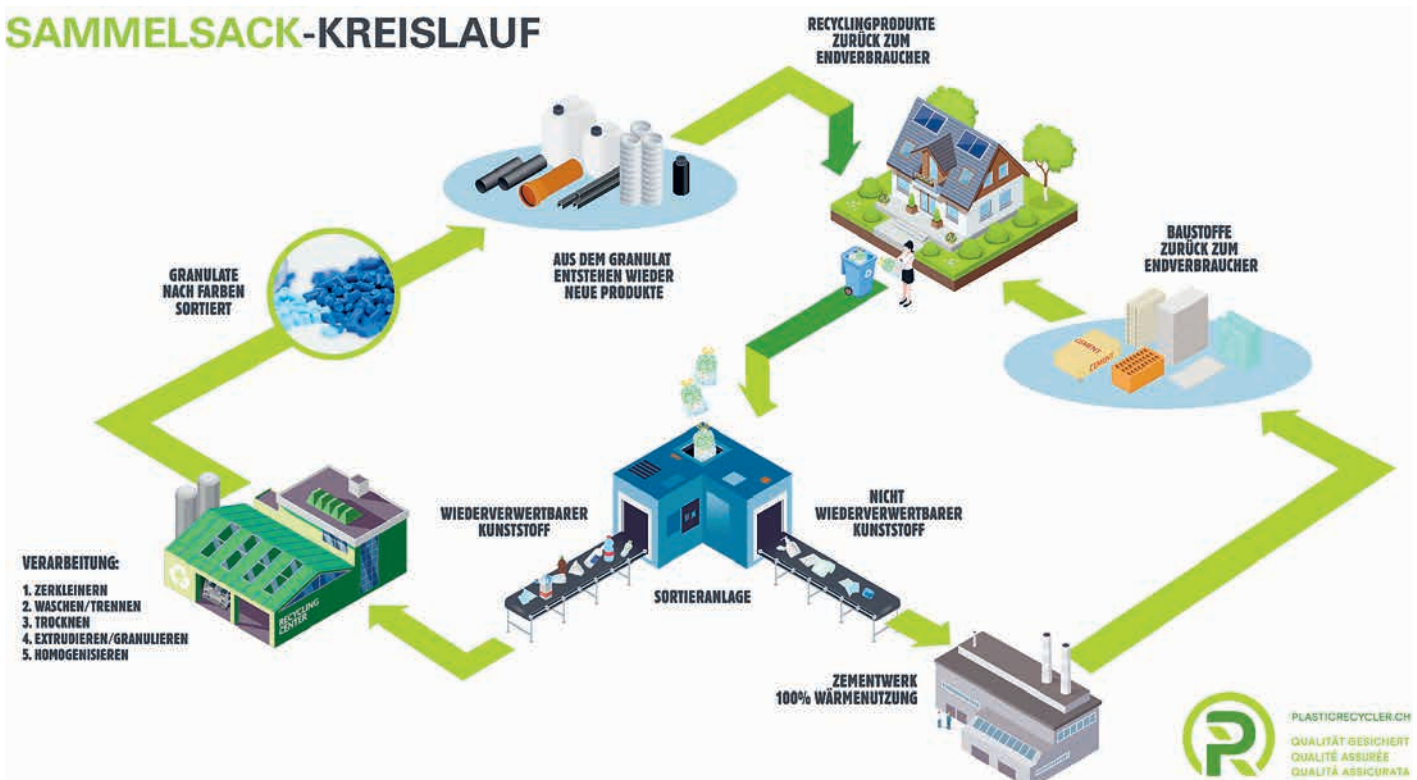 SAMMELSACK-KREISLAUF
RECYCLINGPRODUKTE
ZURÜCK ZUM
ENDVERBRAUCHER
GRANULATE
NACH FARBEN
SORTIERT
AUS DEM GRANULAT
ENTSTEHEN WIEDER
NEUE PRODUKTE
BAUSTOFFE
ZURÜCK ZUM
ENDVERBRAUCHER
CEMENT
CEMENT
WIEDERVERWERTBARER
KUNSTSTOFF
NICHT
WIEDERVERWERTBARER
KUNSTSTOFF
SORTIERANLAGE
VERARBEITUNG:
1. ZERKLEINERN
2. WASCHEN/TRENNEN
3. TROCKNEN
4. EXTRUDIEREN/GRANULIEREN
5. HOMOGENISIEREN
RECYCLING
CENTER
ZEMENTWERK
100% WÄRMENUTZUNG
PLASTICRECYCLER.CH
QUALITÄT GESICHERT
QUALITÉ ASSURÉE
QUALITÀ ASSICURATA